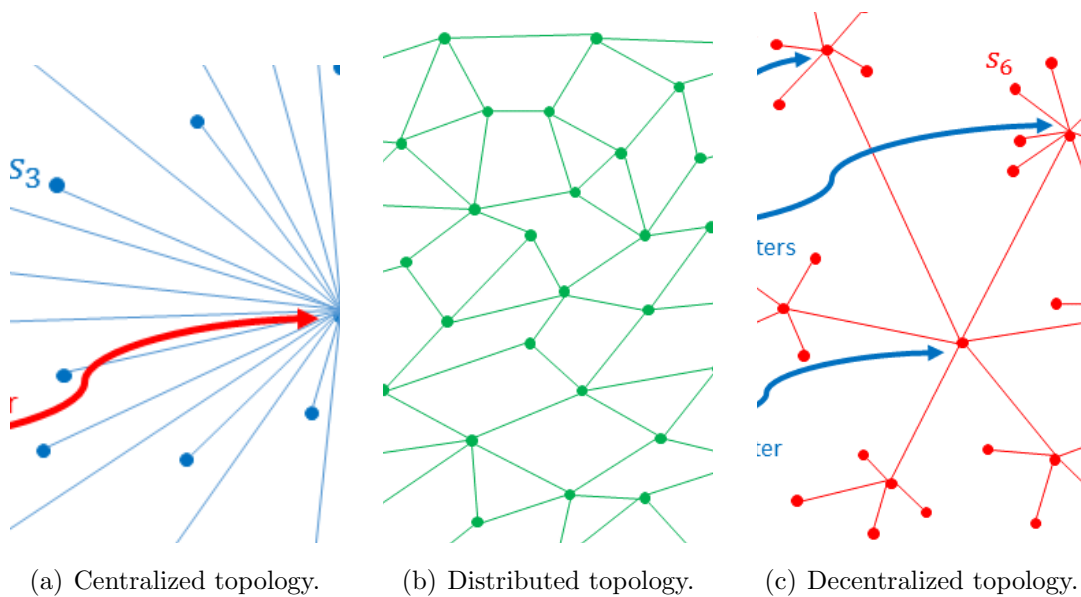 s3
r
s6
ters
ter
(a) Centralized topology.
(b) Distributed topology.
(c) Decentralized topology.